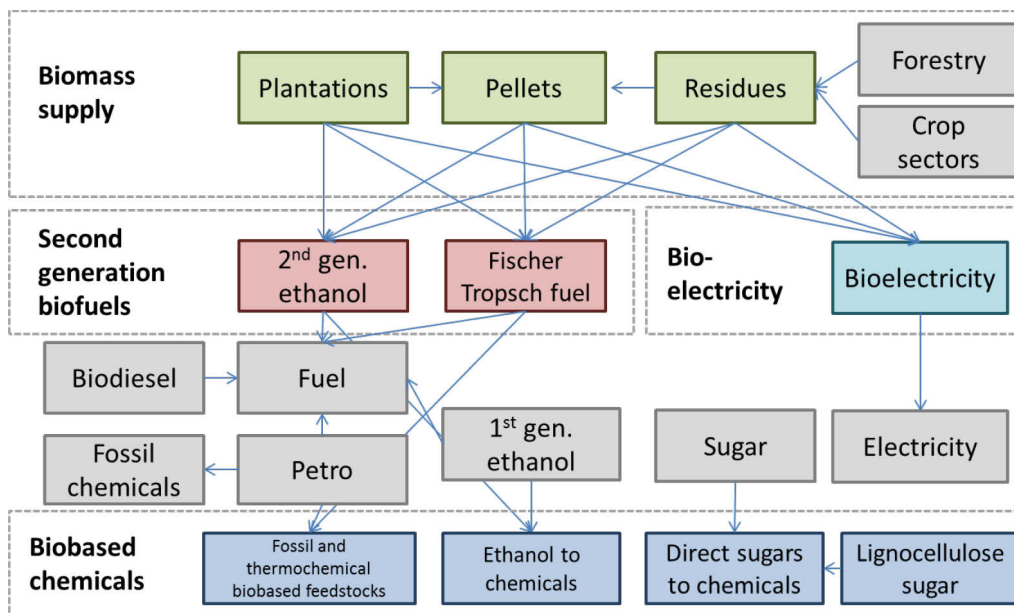 Biomass
supply
Plantations
Pellets
Residues
Forestry
Crop
sectors
Second
generation
biofuels
2nd gen.
ethanol
Fischer
Tropsch fuel
Bio-
electricity
Bioelectricity
Biodiesel
Fuel
Fossil
chemicals
Petro
1st gen.
ethanol
Sugar
Electricity
Biobased
chemicals
Fossil and
thermochemical
biobased feedstocks
Ethanol to
chemicals
Direct sugars
to chemicals
Lignocellulose
sugar